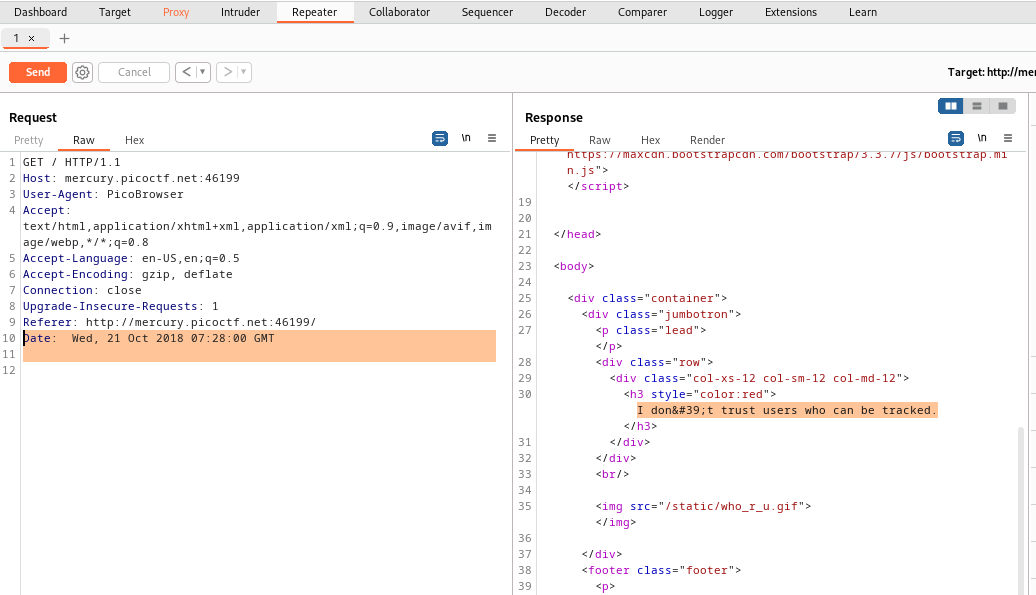 Dashboard Target Proxy Intruder Repeater Collaborator Sequencer Decoder Comparer Logger Extensions Learn
1 × +
Send Cancel < ▾ > ▾ Target: http://mer
Request
Pretty Raw Hex \n
1 GET / HTTP/1.1
2 Host: mercury.picoctf.net:46199
3 User-Agent: PicoBrowser
4 Accept:
text/html,application/xhtml+xml,application/xml;q=0.9,image/avif,im
age/webp,*/*;q=0.8
5 Accept-Language: en-US,en;q=0.5
6 Accept-Encoding: gzip, deflate
7 Connection: close
8 Upgrade-Insecure-Requests: 1
9 Referer: http://mercury.picoctf.net:46199/
10 Date:  Wed, 21 Oct 2018 07:28:00 GMT
11
12
Response
Pretty Raw Hex Render \n
https://maxcdn.bootstrapcdn.com/bootstrap/3.3.7/js/bootstrap.mi
n.js">
</script>
19
20
21 </head>
22
23 <body>
24
25 <div class="container">
26 <div class="jumbotron">
27 <p class="lead">
</p>
28 <div class="row">
29 <div class="col-xs-12 col-sm-12 col-md-12">
30 <h3 style="color:red">
I don&#39;t trust users who can be tracked.
</h3>
31 </div>
32 </div>
33 <br/>
34
35 <img src="/static/who_r_u.gif">
</img>
36
37 </div>
38 <footer class="footer">
39 <p>